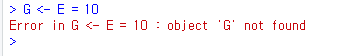 > G <- E = 10
Error in G <- E = 10 : object 'G' not found
>